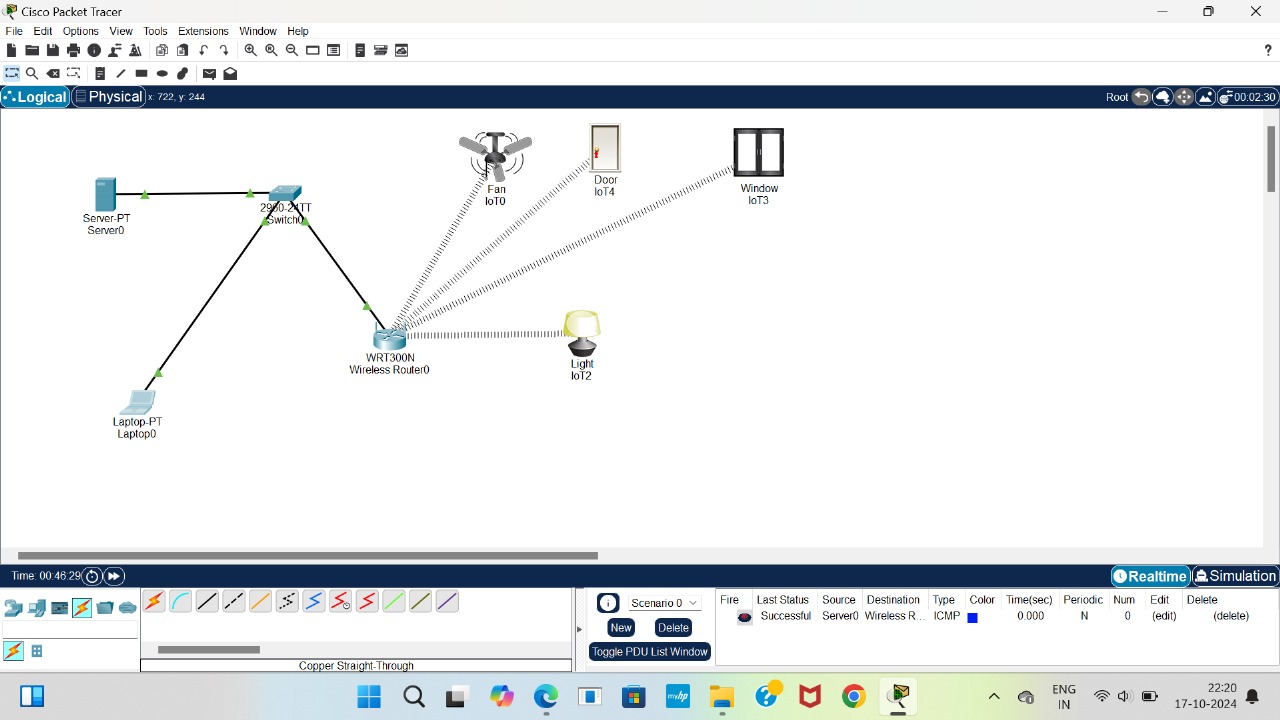 Cisco Packet Tracer
File Edit Options View Tools Extensions Window Help
?
Logical Physical x: 722, y: 244 Root 00:02:30
Fan
IoT0
Door
IoT4
Window
IoT3
Server-PT
Server0
2960-24TT
Switch0
WRT300N
Wireless Router0
Light
IoT2
Laptop-PT
Laptop0
Time: 00:46:29 Realtime Simulation
Scenario 0
New Delete
Toggle PDU List Window
Fire Last Status Source Destination Type Color Time(sec) Periodic Num Edit Delete
Successful Server0 Wireless R... ICMP 0.000 N 0 (edit) (delete)
Copper Straight-Through
myhp
ENG
IN
22:20
17-10-2024